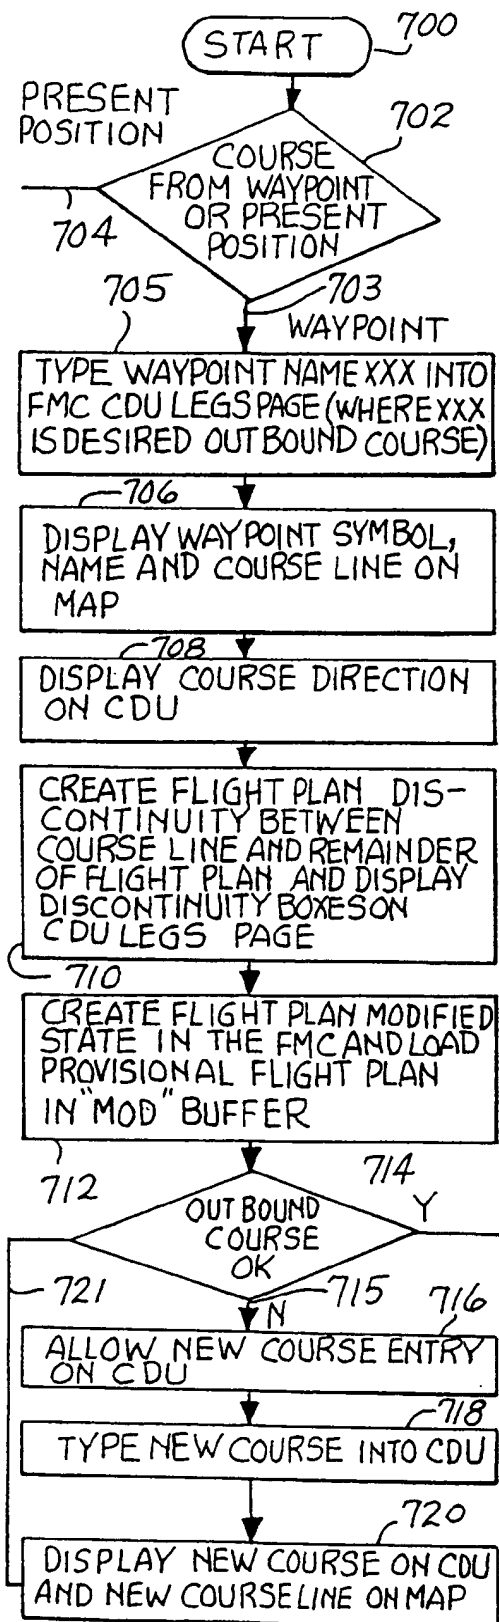 START
700
PRESENT
POSITION
702
COURSE
FROM WAYPOINT
OR PRESENT
POSITION
704
703
705
WAYPOINT
TYPE WAYPOINT NAME XXX INTO
FMC CDU LEGS PAGE (WHERE XXX
IS DESIRED OUTBOUND COURSE)
706
DISPLAY WAYPOINT SYMBOL,
NAME AND COURSE LINE ON
MAP
708
DISPLAY COURSE DIRECTION
ON CDU
CREATE FLIGHT PLAN DIS-
CONTINUITY BETWEEN
COURSE LINE AND REMAINDER
OF FLIGHT PLAN AND DISPLAY
DISCONTINUITY BOXES ON
CDU LEGS PAGE
710
CREATE FLIGHT PLAN MODIFIED
STATE IN THE FMC AND LOAD
PROVISIONAL FLIGHT PLAN
IN "MOD" BUFFER
712
714
OUTBOUND
COURSE
OK
Y
721
715
N
716
ALLOW NEW COURSE ENTRY
ON CDU
718
TYPE NEW COURSE INTO CDU
720
DISPLAY NEW COURSE ON CDU
AND NEW COURSE LINE ON MAP